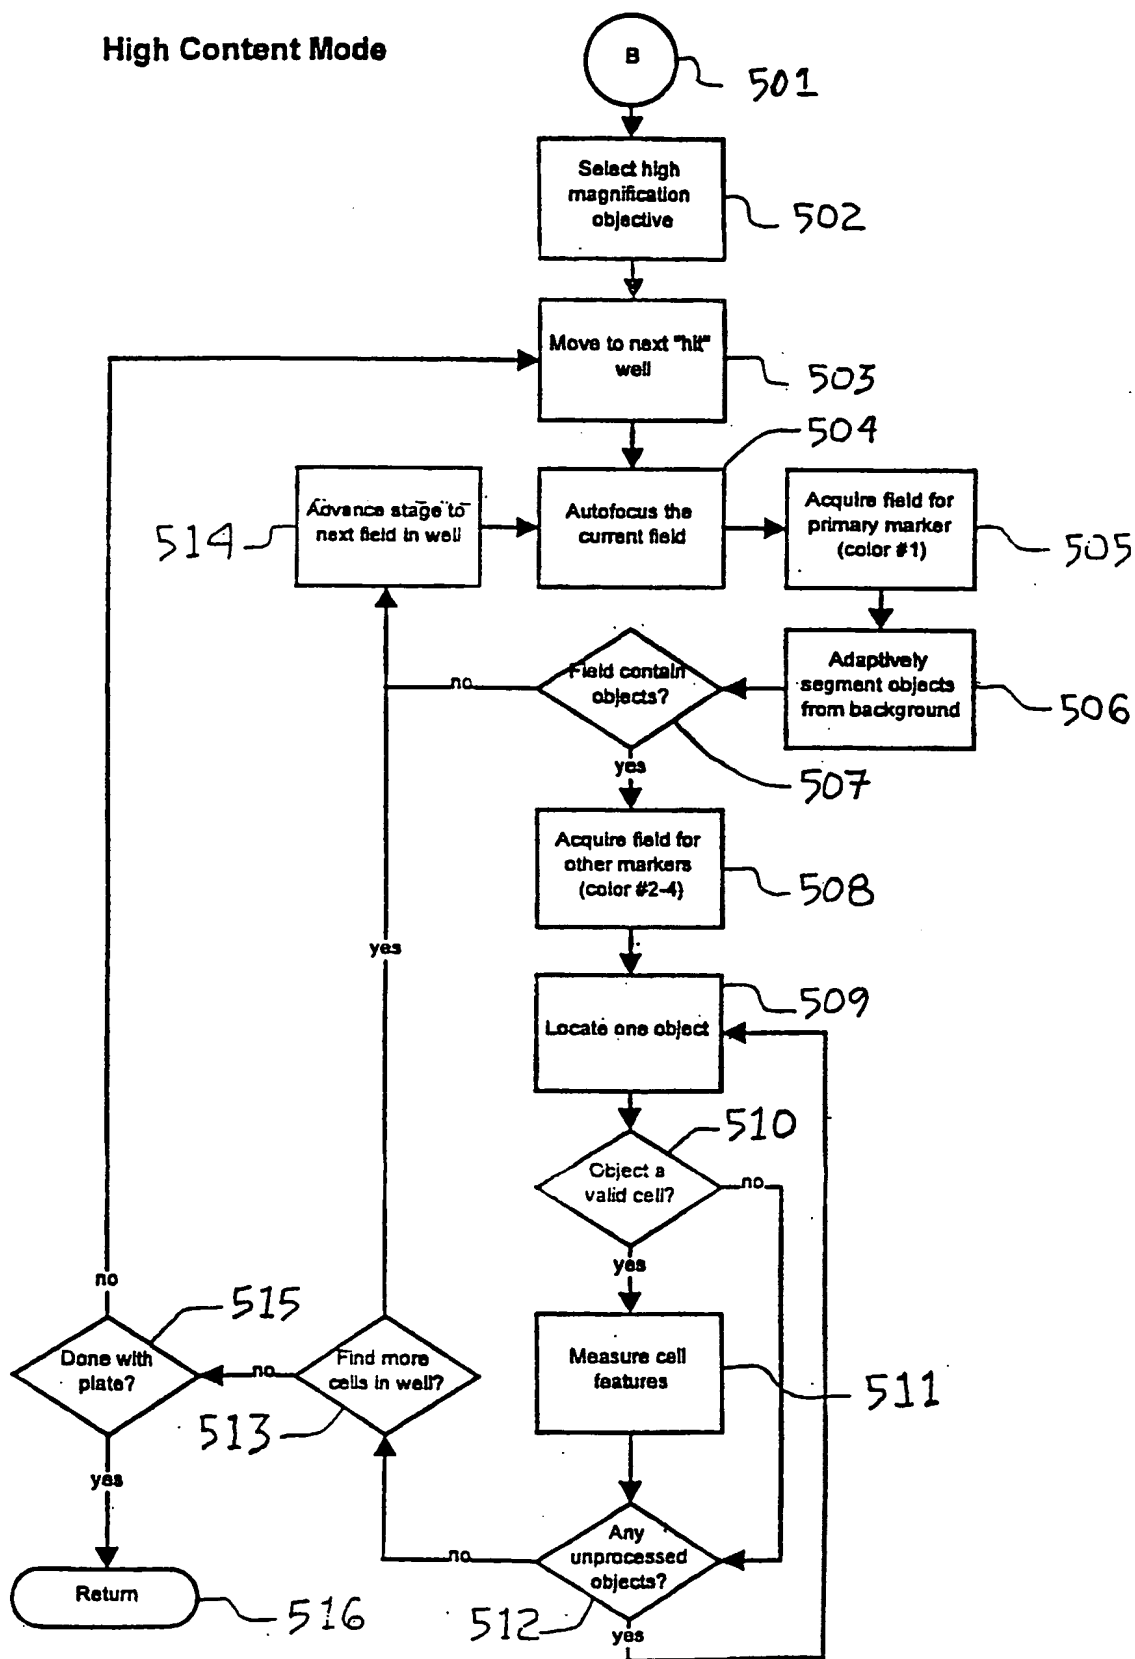 High Content Mode
B
501
Select high
magnification
objective
502
Move to next "hit"
well
503
504
Advance stage to
next field in well
514
Autofocus the
current field
Acquire field for
primary marker
(color #1)
505
Field contain
objects?
no
Adaptively
segment objects
from background
506
507
yes
Acquire field for
other markers
(color #2-4)
508
yes
509
Locate one object
510
Object a
valid cell?
no
yes
no
515
Done with
plate?
no
Find more
cells in well?
513
Measure cell
features
511
yes
Any
unprocessed
objects?
no
512
yes
Return
516